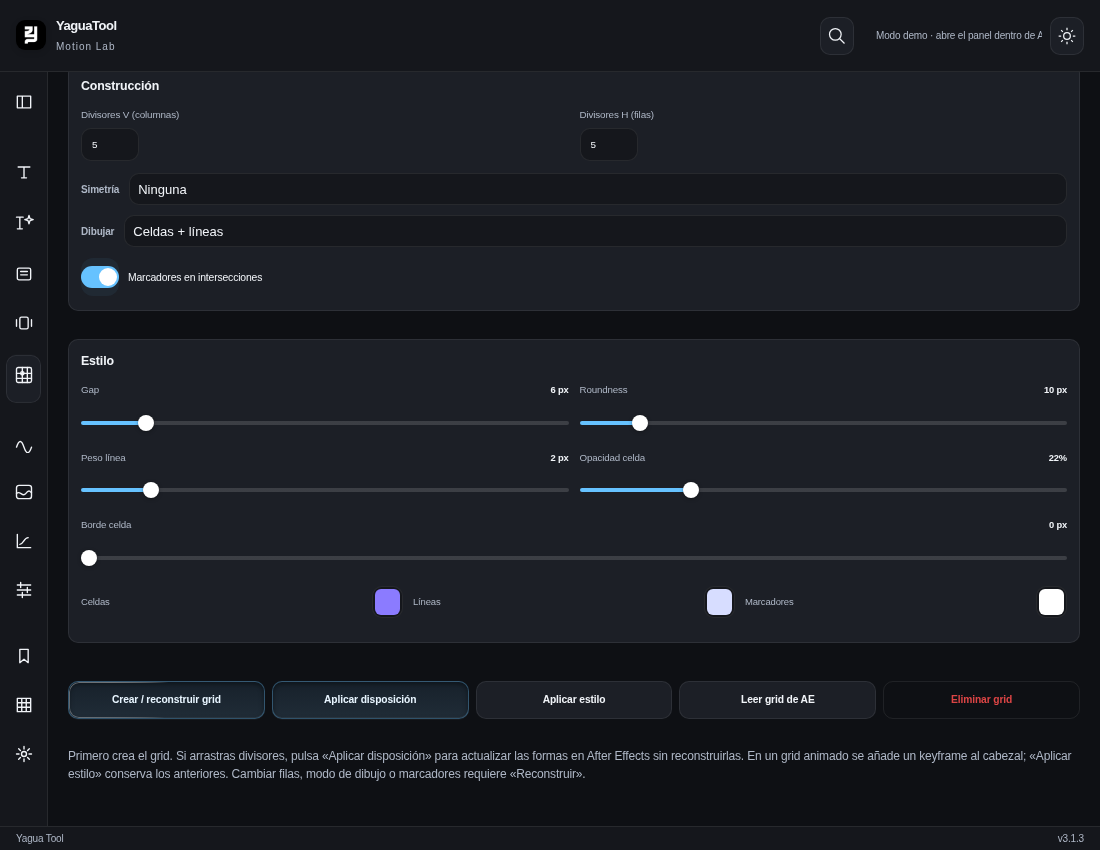 YaguaTool
Motion Lab
Modo demo · abre el panel dentro de A
Construcción
Divisores V (columnas)
Divisores H (filas)
5
5
Simetría
Ninguna
Dibujar
Celdas + líneas
Marcadores en intersecciones
Estilo
Gap
6 px
Roundness
10 px
Peso línea
2 px
Opacidad celda
22%
Borde celda
0 px
Celdas
Líneas
Marcadores
Crear / reconstruir grid
Aplicar disposición
Aplicar estilo
Leer grid de AE
Eliminar grid
Primero crea el grid. Si arrastras divisores, pulsa «Aplicar disposición» para actualizar las formas en After Effects sin reconstruirlas. En un grid animado se añade un keyframe al cabezal; «Aplicar
estilo» conserva los anteriores. Cambiar filas, modo de dibujo o marcadores requiere «Reconstruir».
Yagua Tool
v3.1.3